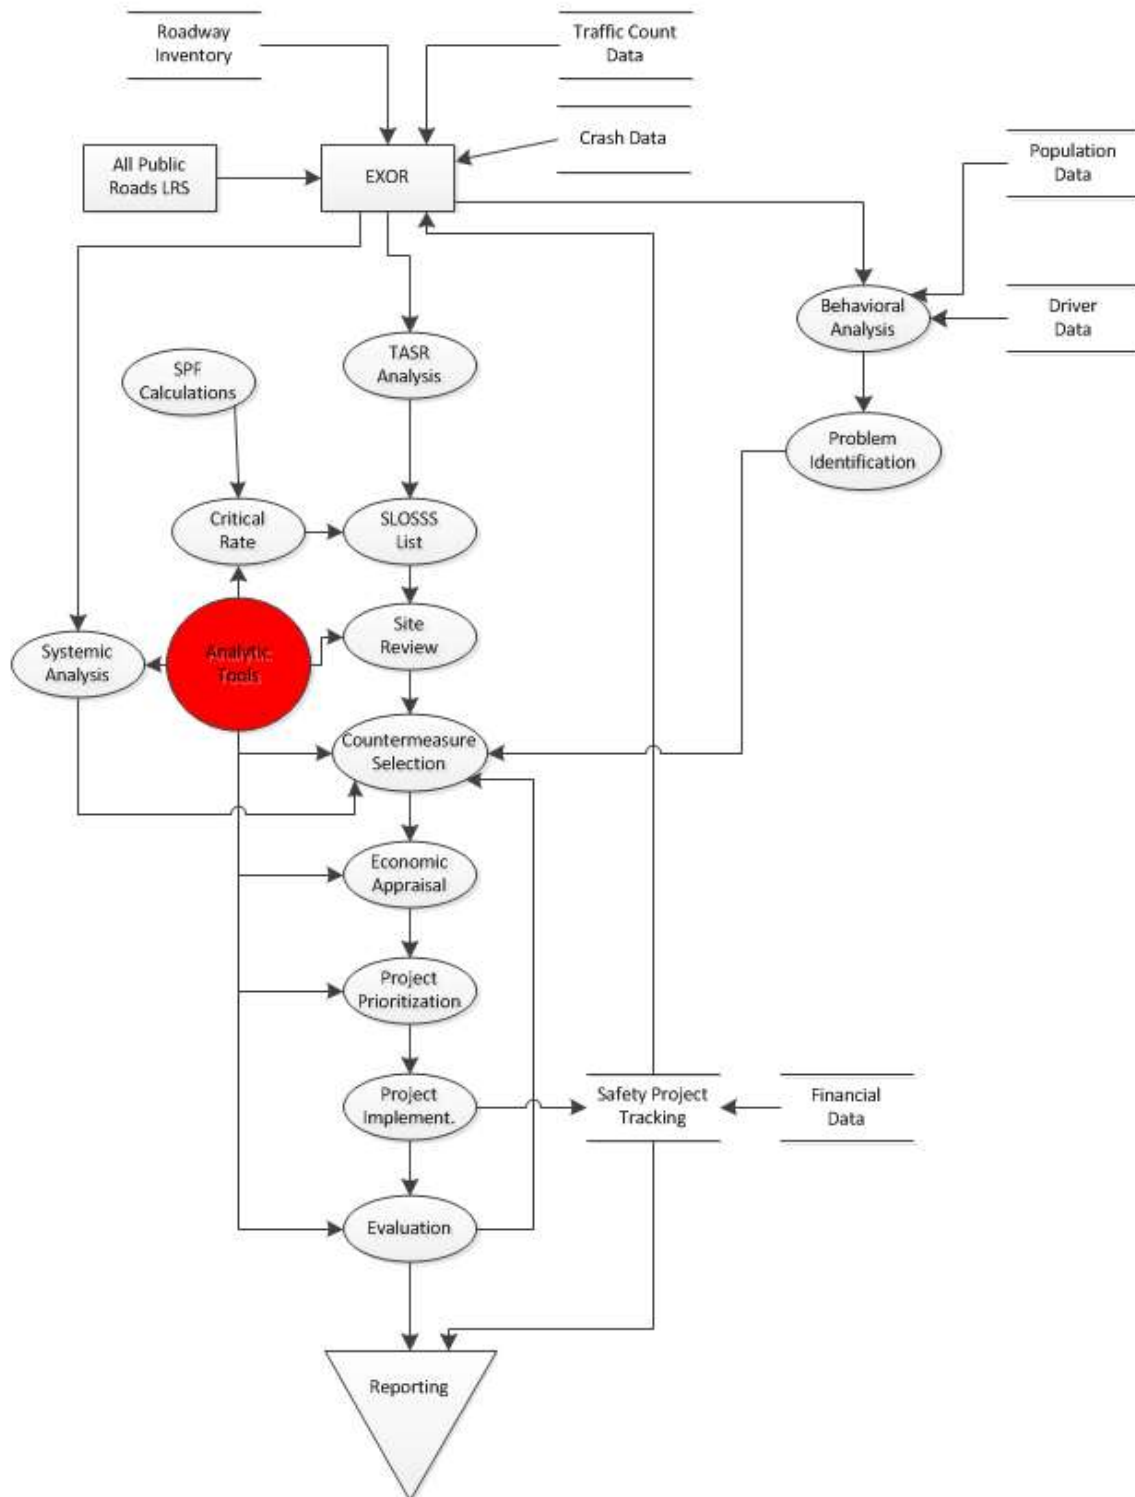 Roadway
Inventory
Traffic Count
Data
Crash Data
All Public
Roads LRS
EXOR
Population
Data
Behavioral
Analysis
Driver
Data
TASR
Analysis
SPF
Calculations
Problem
Identification
Critical
Rate
SLOSSS
List
Systemic
Analysis
Analytic
Tools
Site
Review
Countermeasure
Selection
Economic
Appraisal
Project
Prioritization
Project
Implement.
Safety Project
Tracking
Financial
Data
Evaluation
Reporting